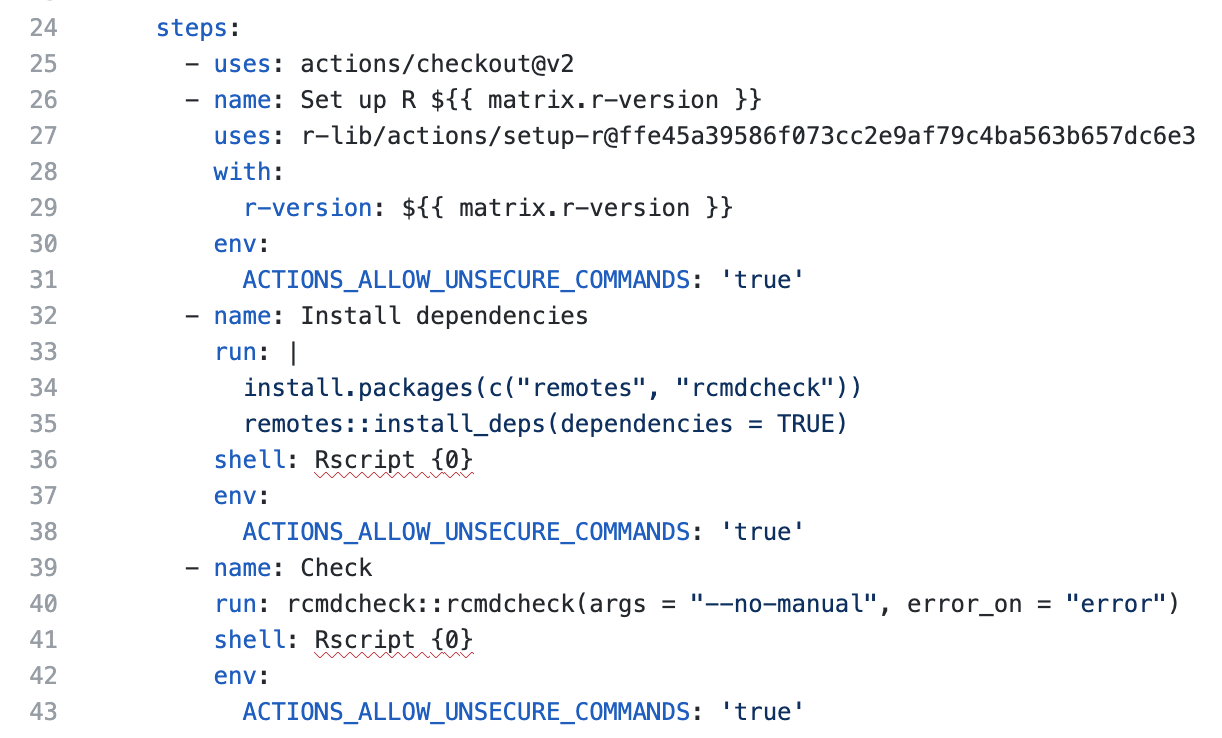 24 steps:
25 - uses: actions/checkout@v2
26 - name: Set up R ${{ matrix.r-version }}
27 uses: r-lib/actions/setup-r@ffe45a39586f073cc2e9af79c4ba563b657dc6e3
28 with:
29 r-version: ${{ matrix.r-version }}
30 env:
31 ACTIONS_ALLOW_UNSECURE_COMMANDS: 'true'
32 - name: Install dependencies
33 run: |
34 install.packages(c("remotes", "rcmdcheck"))
35 remotes::install_deps(dependencies = TRUE)
36 shell: Rscript {0}
37 env:
38 ACTIONS_ALLOW_UNSECURE_COMMANDS: 'true'
39 - name: Check
40 run: rcmdcheck::rcmdcheck(args = "--no-manual", error_on = "error")
41 shell: Rscript {0}
42 env:
43 ACTIONS_ALLOW_UNSECURE_COMMANDS: 'true'